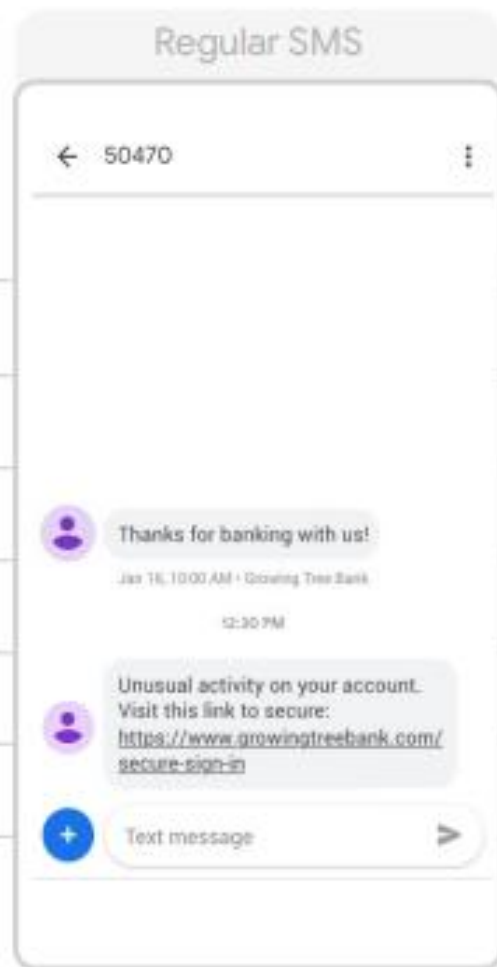 Regular SMS
50470
Thanks for banking with us!
Jan 16, 10:00 AM • Growing Tree Bank
12:30 PM
Unusual activity on your account.
Visit this link to secure:
https://www.growingtreebank.com/
secure-sign-in
Text message